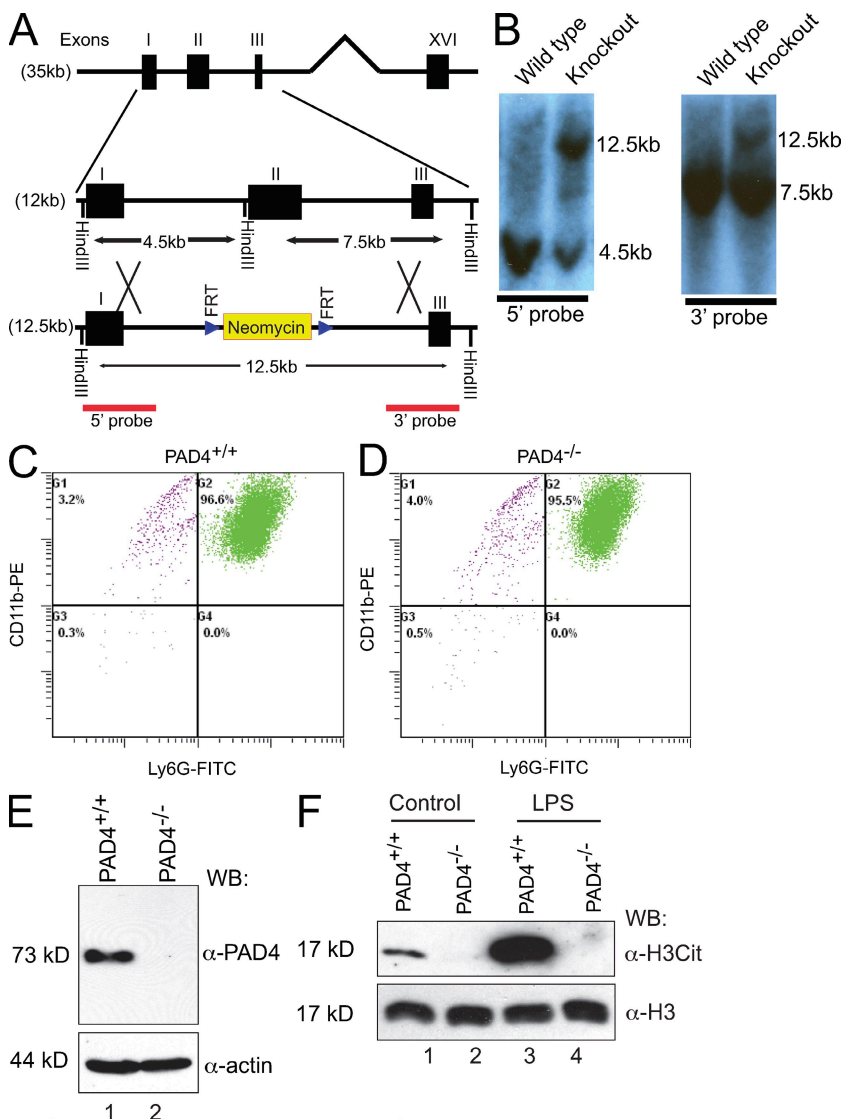 A
Exons I II III XVI
(35kb)
I II III
(12kb)
HindIII HindIII HindIII
4.5kb 7.5kb
I FRT FRT III
(12.5kb) Neomycin
HindIII HindIII
12.5kb
5' probe 3' probe
B
Wild type Knockout Wild type Knockout
12.5kb 12.5kb
7.5kb
4.5kb
5' probe 3' probe
C
PAD4+/+
G1 G2
3.2% 96.6%
G3 G4
0.3% 0.0%
CD11b-PE
Ly6G-FITC
D
PAD4-/-
G1 G2
4.0% 95.5%
G3 G4
0.5% 0.0%
CD11b-PE
Ly6G-FITC
E
PAD4+/+ PAD4-/-
WB:
73 kD α-PAD4
44 kD α-actin
1 2
F
Control LPS
PAD4+/+ PAD4-/- PAD4+/+ PAD4-/-
WB:
17 kD α-H3Cit
17 kD α-H3
1 2 3 4